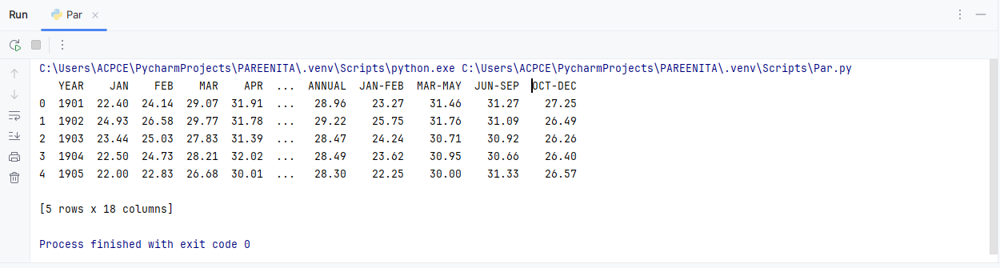 Run Par
C:\Users\ACPCE\PycharmProjects\PAREENITA\.venv\Scripts\python.exe C:\Users\ACPCE\PycharmProjects\PAREENITA\.venv\Scripts\Par.py
   YEAR    JAN    FEB    MAR    APR  ...  ANNUAL  JAN-FEB  MAR-MAY  JUN-SEP  OCT-DEC
0  1901  22.40  24.14  29.07  31.91  ...   28.96    23.27    31.46    31.27    27.25
1  1902  24.93  26.58  29.77  31.78  ...   29.22    25.75    31.76    31.09    26.49
2  1903  23.44  25.03  27.83  31.39  ...   28.47    24.24    30.71    30.92    26.26
3  1904  22.50  24.73  28.21  32.02  ...   28.49    23.62    30.95    30.66    26.40
4  1905  22.00  22.83  26.68  30.01  ...   28.30    22.25    30.00    31.33    26.57
[5 rows x 18 columns]
Process finished with exit code 0